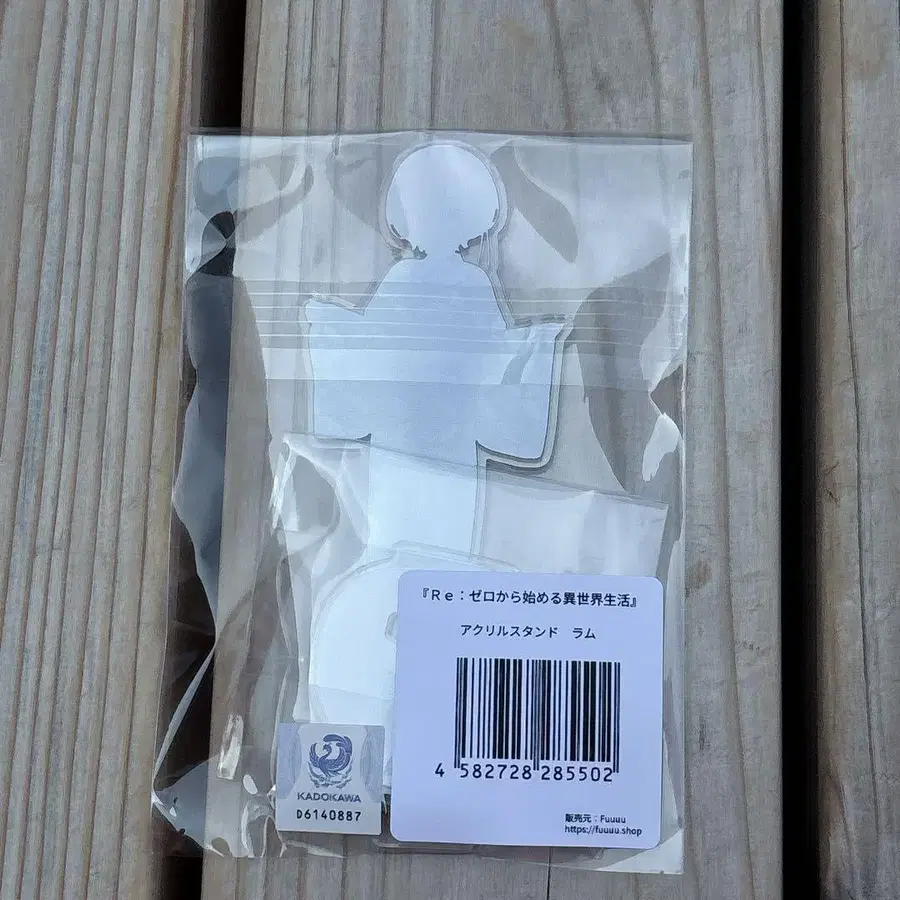 『Ｒｅ：ゼロから始める異世界生活』
アクリルスタンド　ラム
4 582728 285502
販売元：Fuuuu
https://fuuuu.shop
KADOKAWA
D6140887